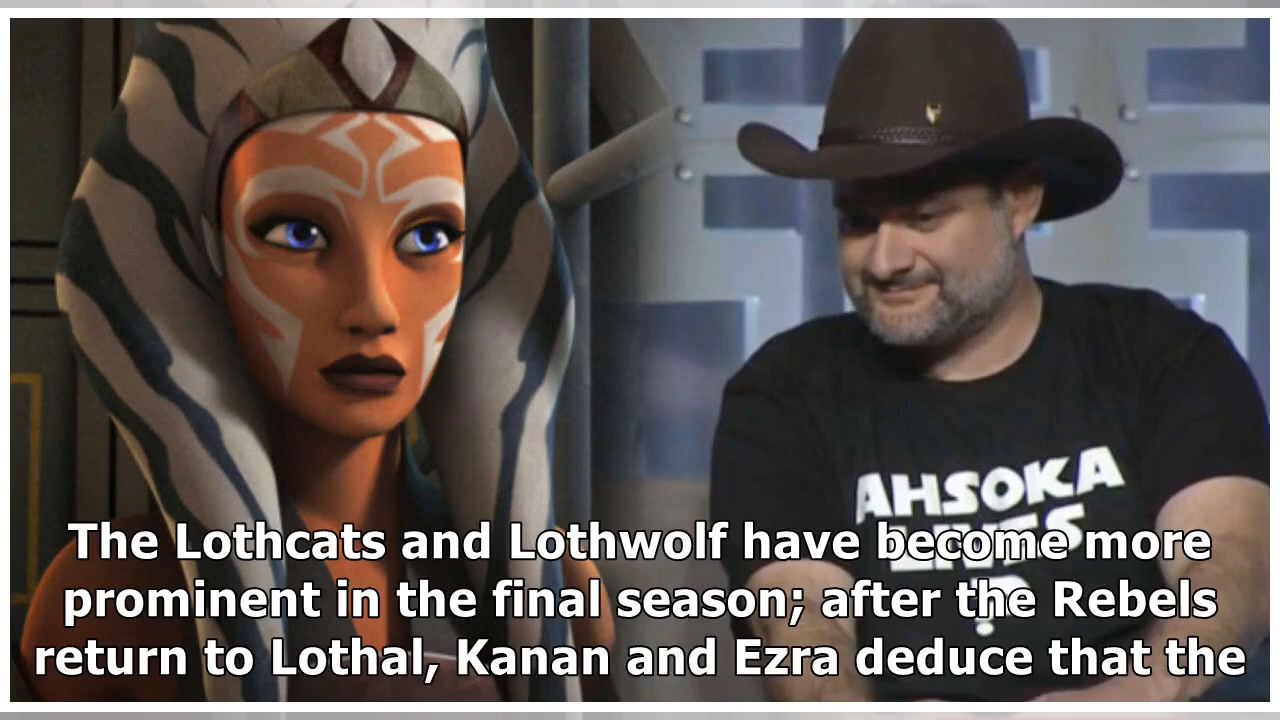 AHSOKA
LIVES
?
The Lothcats and Lothwolf have become more
prominent in the final season; after the Rebels
return to Lothal, Kanan and Ezra deduce that the